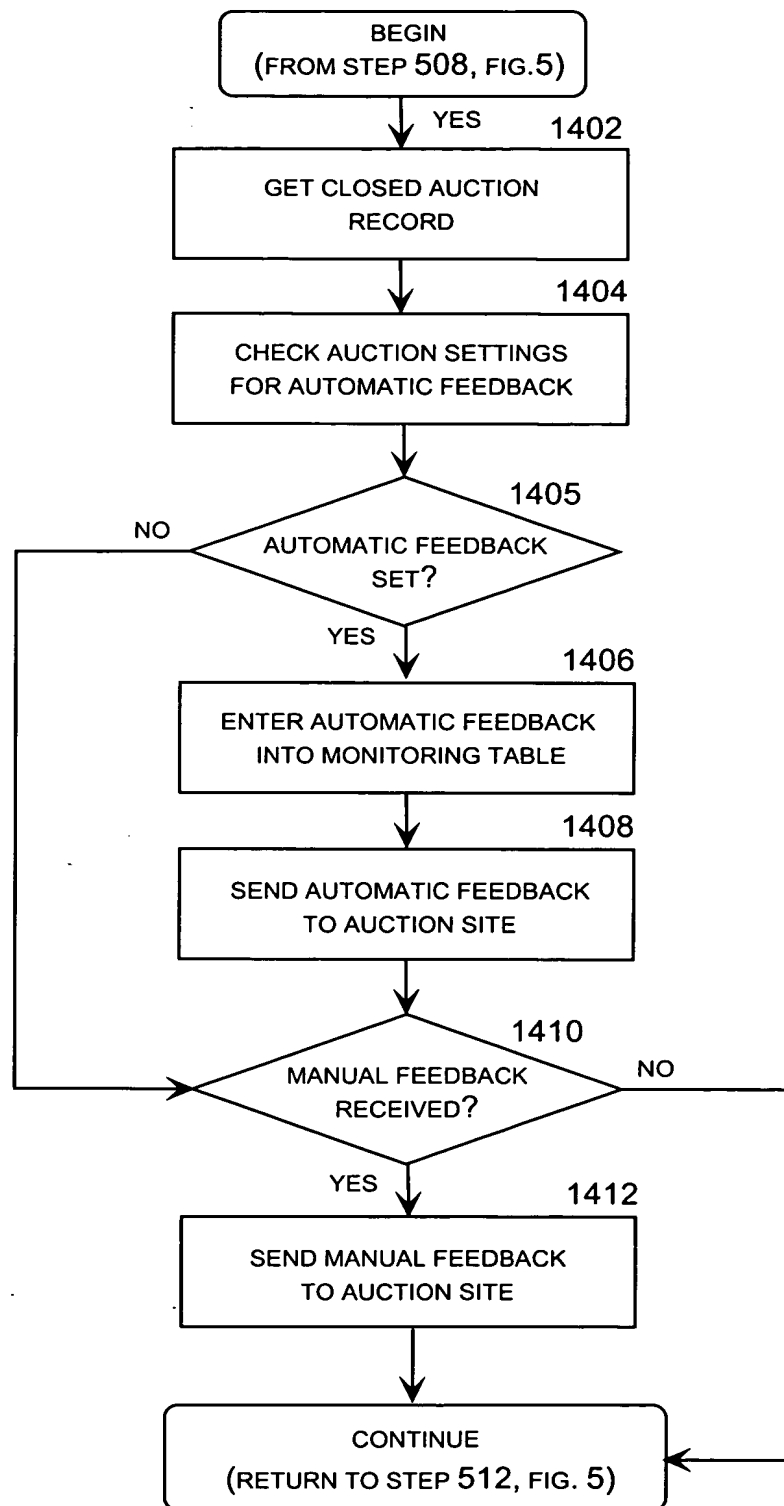 BEGIN
(FROM STEP 508, FIG.5)
YES
1402
GET CLOSED AUCTION
RECORD
1404
CHECK AUCTION SETTINGS
FOR AUTOMATIC FEEDBACK
1405
NO
AUTOMATIC FEEDBACK
SET?
YES
1406
ENTER AUTOMATIC FEEDBACK
INTO MONITORING TABLE
1408
SEND AUTOMATIC FEEDBACK
TO AUCTION SITE
1410
NO
MANUAL FEEDBACK
RECEIVED?
YES
1412
SEND MANUAL FEEDBACK
TO AUCTION SITE
CONTINUE
(RETURN TO STEP 512, FIG. 5)